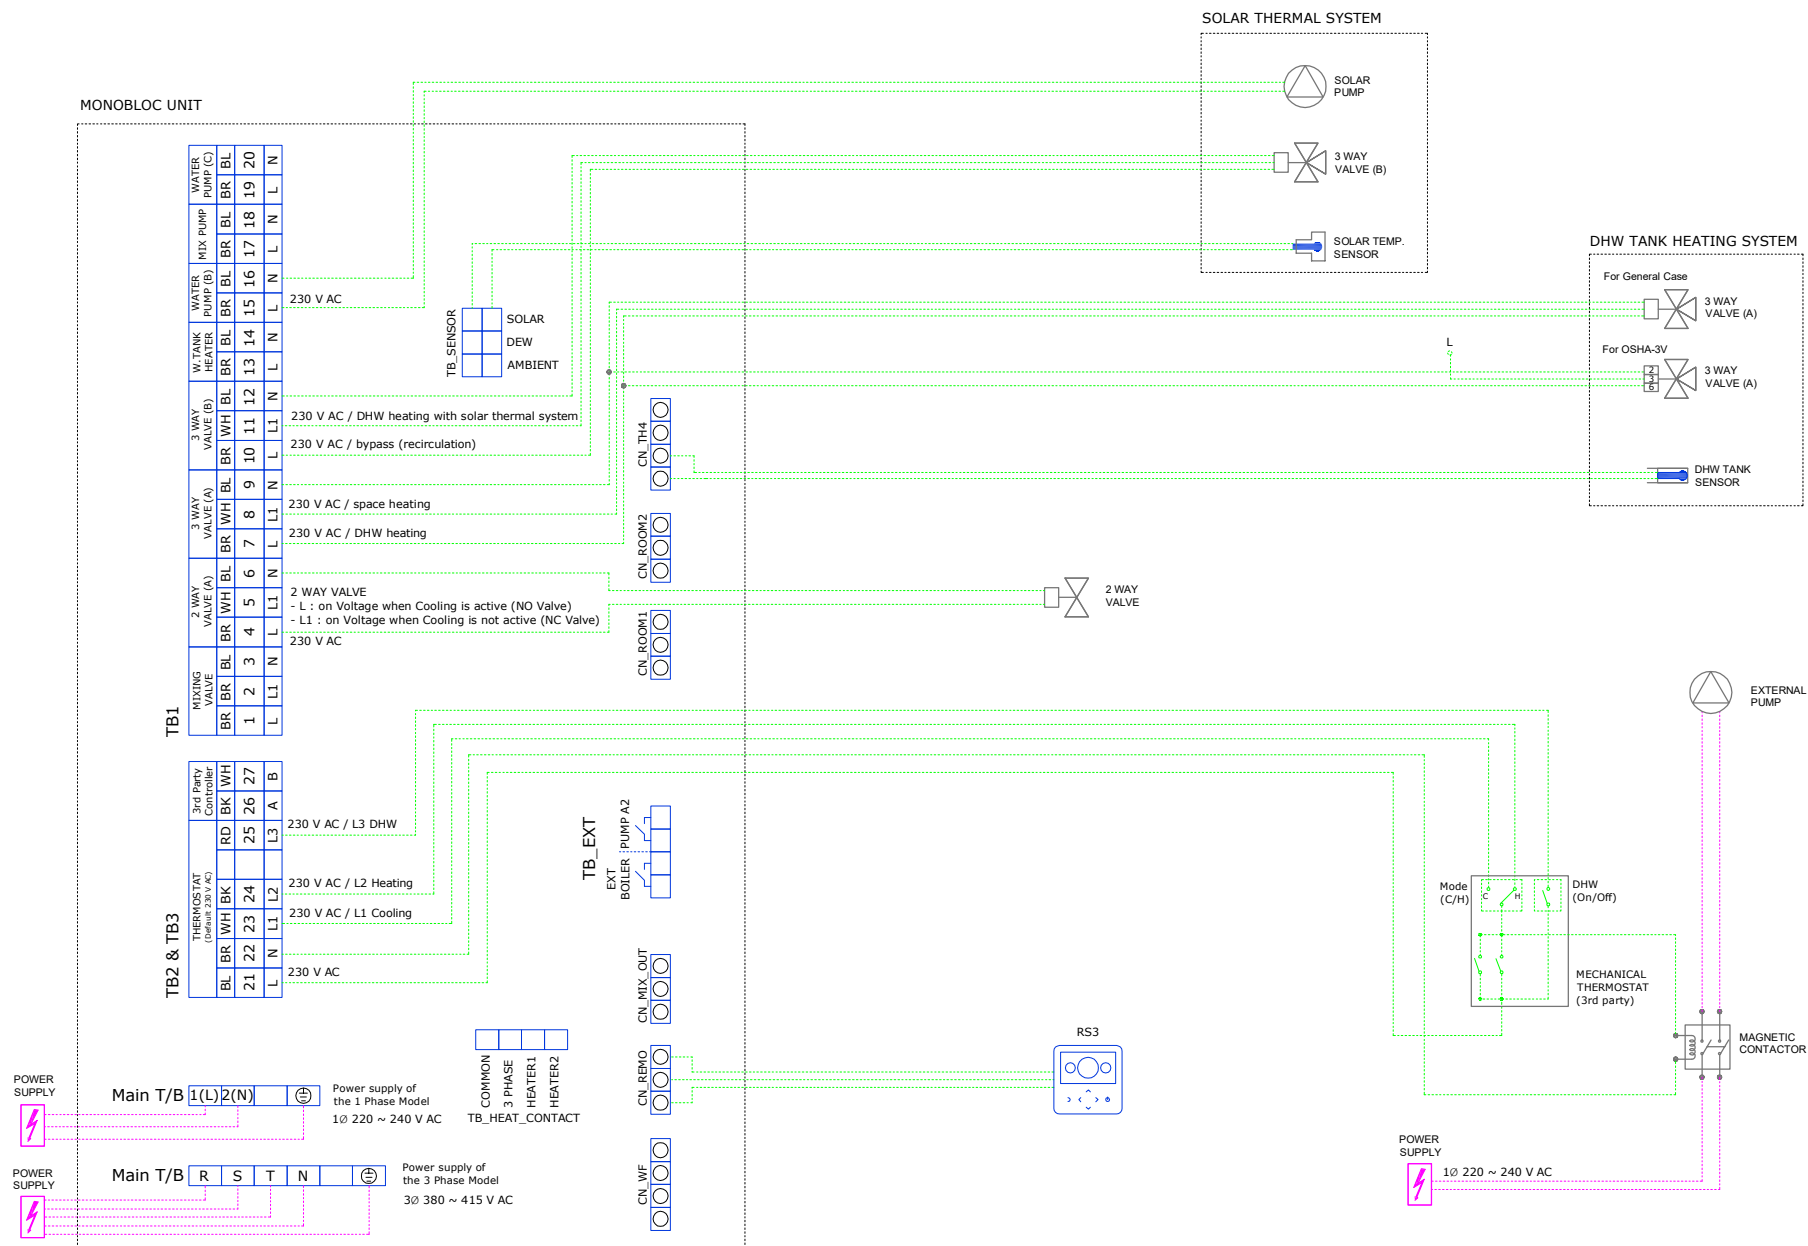 SOLAR THERMAL SYSTEM
SOLAR
PUMP
3 WAY
VALVE (B)
SOLAR TEMP.
SENSOR
DHW TANK HEATING SYSTEM
For General Case
3 WAY
VALVE (A)
For OSHA-3V
L
2
3
6
3 WAY
VALVE (A)
DHW TANK
SENSOR
MONOBLOC UNIT
WATER
PUMP (C)
BL 20 N
BR 19 L
MIX PUMP
BL 18 N
BR 17 L
WATER
PUMP (B)
BL 16 N
BR 15 L
230 V AC
W.TANK
HEATER
BL 14 N
BR 13 L
3 WAY
VALVE (B)
BL 12 N
WH 11 L1
230 V AC / DHW heating with solar thermal system
BR 10 L
230 V AC / bypass (recirculation)
3 WAY
VALVE (A)
BL 9 N
WH 8 L1
230 V AC / space heating
BR 7 L
230 V AC / DHW heating
2 WAY
VALVE (A)
BL 6 N
WH 5 L1
BR 4 L
2 WAY VALVE
- L : on Voltage when Cooling is active (NO Valve)
- L1 : on Voltage when Cooling is not active (NC Valve)
230 V AC
MIXING
VALVE
BL 3 N
BR 2 L1
BR 1 L
TB1
TB_SENSOR
SOLAR
DEW
AMBIENT
CN_TH4
CN_ROOM2
CN_ROOM1
2 WAY
VALVE
3rd Party
Controller
WH 27 B
BK 26 A
THERMOSTAT
(Default 230 V AC)
RD 25 L3
230 V AC / L3 DHW
BK 24 L2
230 V AC / L2 Heating
WH 23 L1
230 V AC / L1 Cooling
BR 22 N
BL 21 L
230 V AC
TB2 & TB3
TB_EXT
PUMP A2
EXT
BOILER
CN_MIX_OUT
CN_REMO
CN_WF
COMMON
3 PHASE
HEATER1
HEATER2
TB_HEAT_CONTACT
RS3
EXTERNAL
PUMP
Mode
(C/H)
C
H
DHW
(On/Off)
MECHANICAL
THERMOSTAT
(3rd party)
MAGNETIC
CONTACTOR
POWER
SUPPLY
1Ø 220 ~ 240 V AC
POWER
SUPPLY
Main T/B 1(L) 2(N)
Power supply of
the 1 Phase Model
1Ø 220 ~ 240 V AC
POWER
SUPPLY
Main T/B R S T N
Power supply of
the 3 Phase Model
3Ø 380 ~ 415 V AC